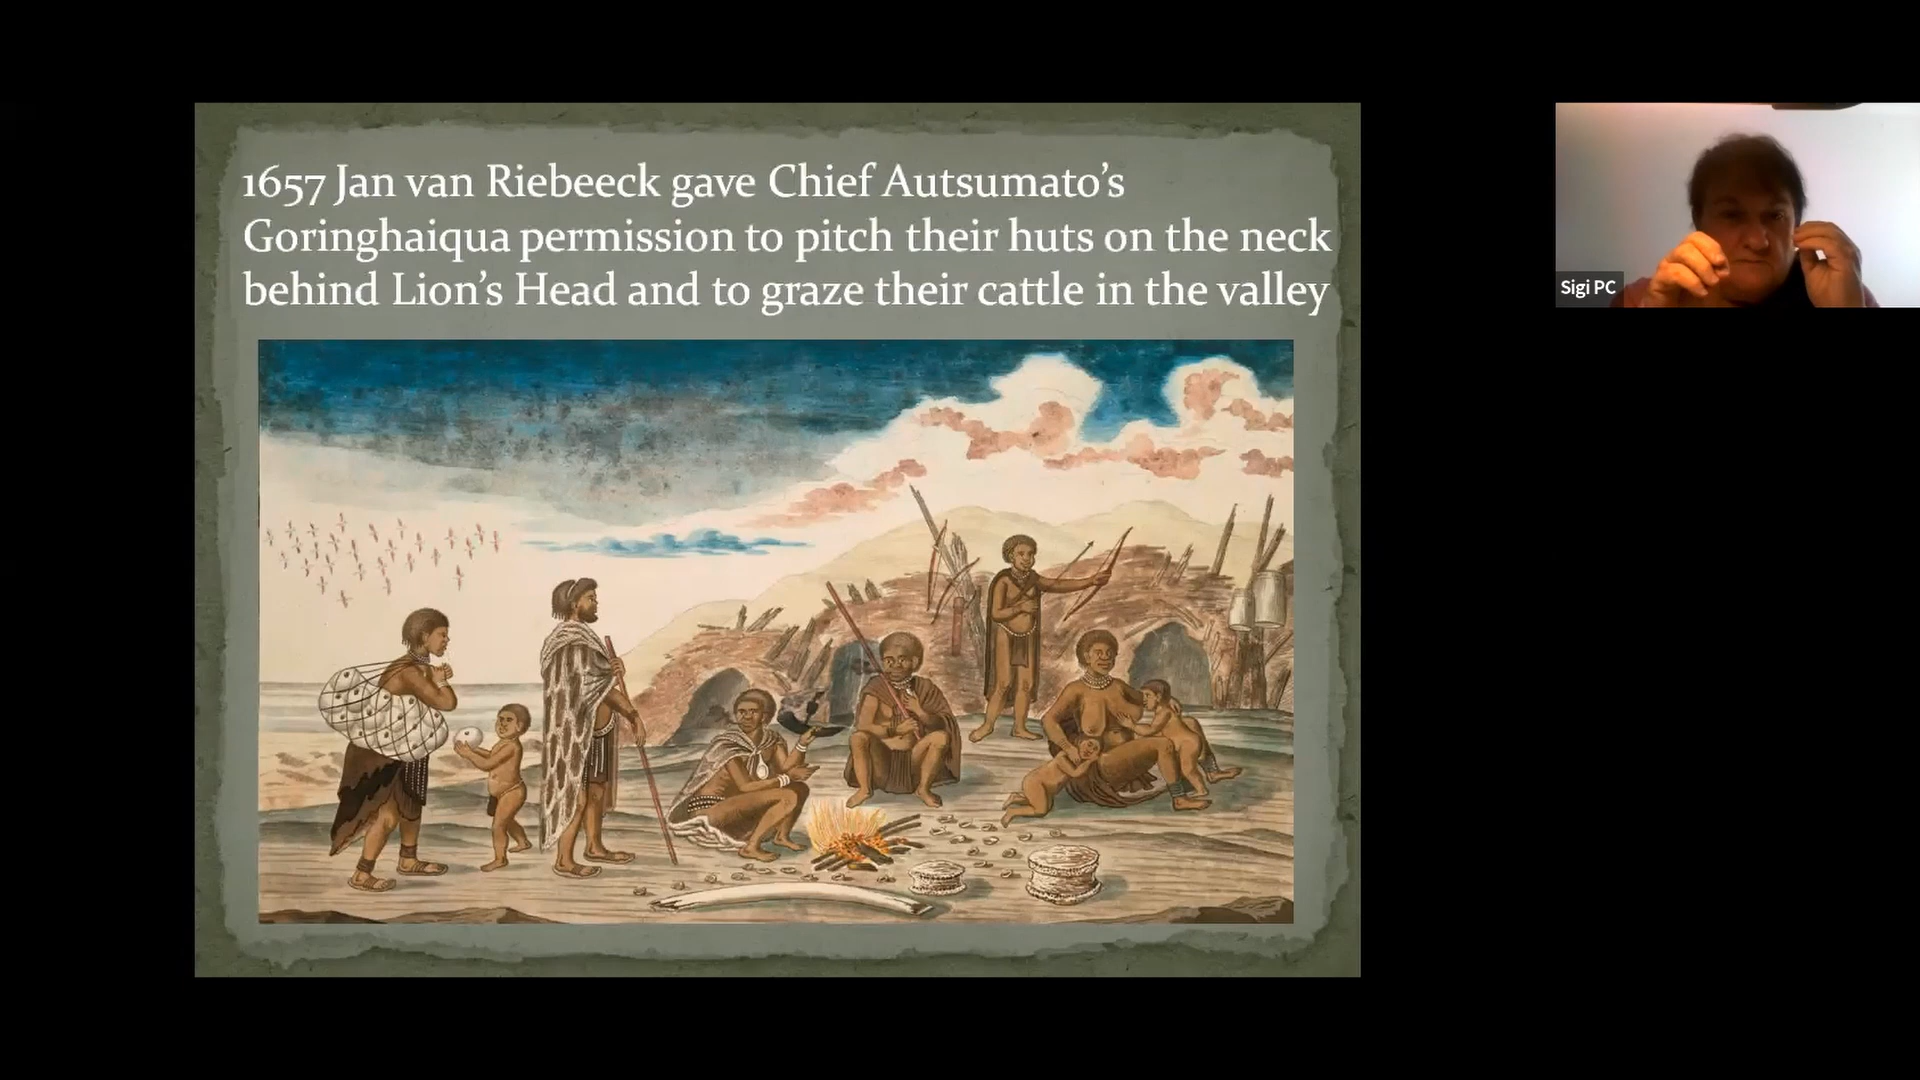 1657 Jan van Riebeeck gave Chief Autsumato’s
Goringhaiqua permission to pitch their huts on the neck
behind Lion’s Head and to graze their cattle in the valley
Sigi PC